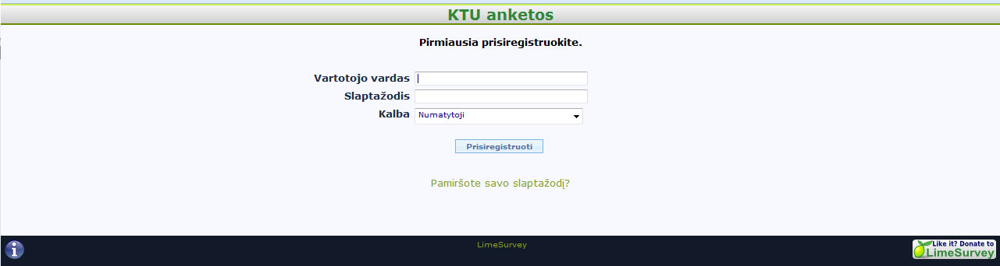 KTU anketos
Pirmiausia prisiregistruokite.
Vartotojo vardas
Slaptažodis
Kalba Numatytoji
Prisiregistruoti
Pamiršote savo slaptažodį?
i
LimeSurvey
Like it? Donate to
LimeSurvey